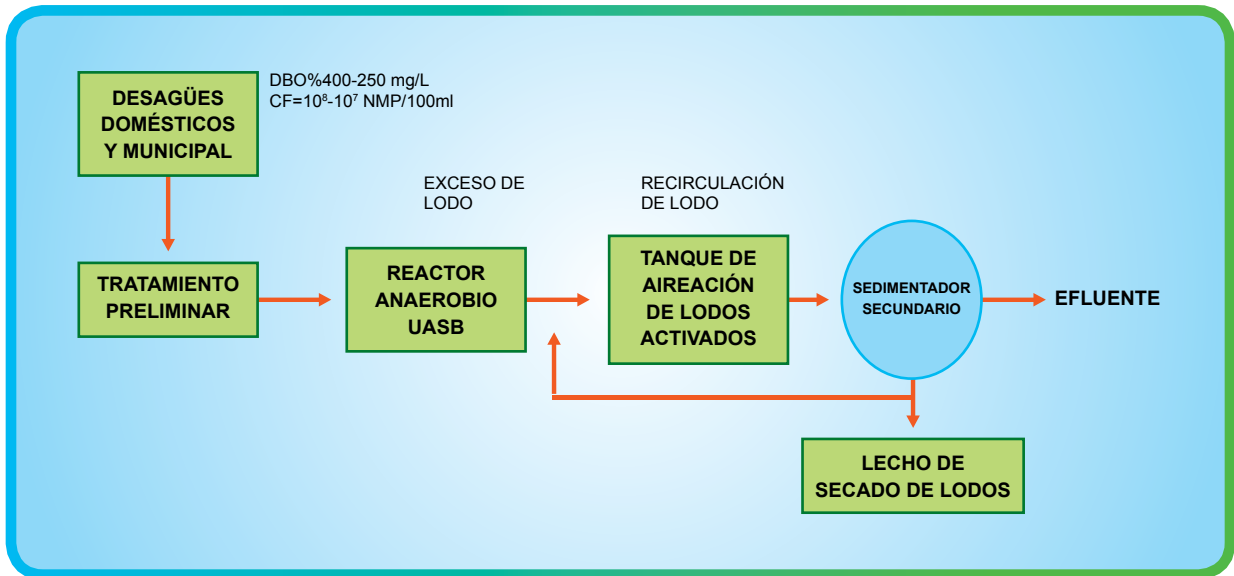 DESAGÜES
DOMÉSTICOS
Y MUNICIPAL
DBO%400-250 mg/L
CF=10⁸-10⁷ NMP/100ml
EXCESO DE
LODO
RECIRCULACIÓN
DE LODO
TRATAMIENTO
PRELIMINAR
REACTOR
ANAEROBIO
UASB
TANQUE DE
AIREACIÓN
DE LODOS
ACTIVADOS
SEDIMENTADOR
SECUNDARIO
EFLUENTE
LECHO DE
SECADO DE LODOS